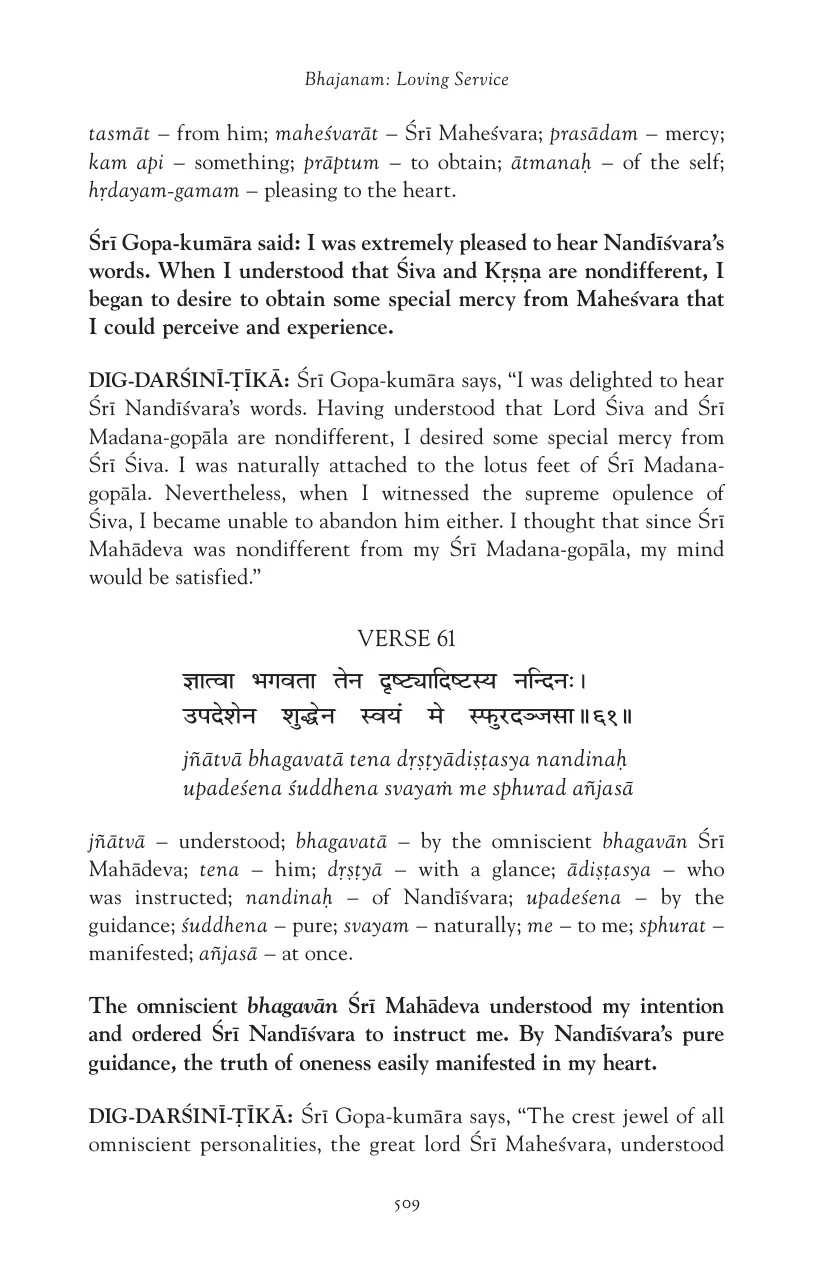 Bhajanam: Loving Service
tasmāt – from him; maheśvarāt – Śrī Maheśvara; prasādam – mercy;
kam api – something; prāptum – to obtain; ātmanaḥ – of the self;
hṛdayam-gamam – pleasing to the heart.
Śrī Gopa-kumāra said: I was extremely pleased to hear Nandīśvara’s
words. When I understood that Śiva and Kṛṣṇa are nondifferent, I
began to desire to obtain some special mercy from Maheśvara that
I could perceive and experience.
DIG-DARŚINĪ-ṬĪKĀ: Śrī Gopa-kumāra says, “I was delighted to hear
Śrī Nandīśvara’s words. Having understood that Lord Śiva and Śrī
Madana-gopāla are nondifferent, I desired some special mercy from
Śrī Śiva. I was naturally attached to the lotus feet of Śrī Madana-
gopāla. Nevertheless, when I witnessed the supreme opulence of
Śiva, I became unable to abandon him either. I thought that since Śrī
Mahādeva was nondifferent from my Śrī Madana-gopāla, my mind
would be satisfied.”
VERSE 61
ज्ञात्वा भगवता तेन दृष्ट्यादिष्टस्य नन्दिनः।
उपदेशेन शुद्धेन स्वयं मे स्फुरदञ्जसा॥६१॥
jñātvā bhagavatā tena dṛṣṭyādiṣṭasya nandinaḥ
upadeśena śuddhena svayaṁ me sphurad añjasā
jñātvā – understood; bhagavatā – by the omniscient bhagavān Śrī
Mahādeva; tena – him; dṛṣṭyā – with a glance; ādiṣṭasya – who
was instructed; nandinaḥ – of Nandīśvara; upadeśena – by the
guidance; śuddhena – pure; svayam – naturally; me – to me; sphurat –
manifested; añjasā – at once.
The omniscient bhagavān Śrī Mahādeva understood my intention
and ordered Śrī Nandīśvara to instruct me. By Nandīśvara’s pure
guidance, the truth of oneness easily manifested in my heart.
DIG-DARŚINĪ-ṬĪKĀ: Śrī Gopa-kumāra says, “The crest jewel of all
omniscient personalities, the great lord Śrī Maheśvara, understood
509